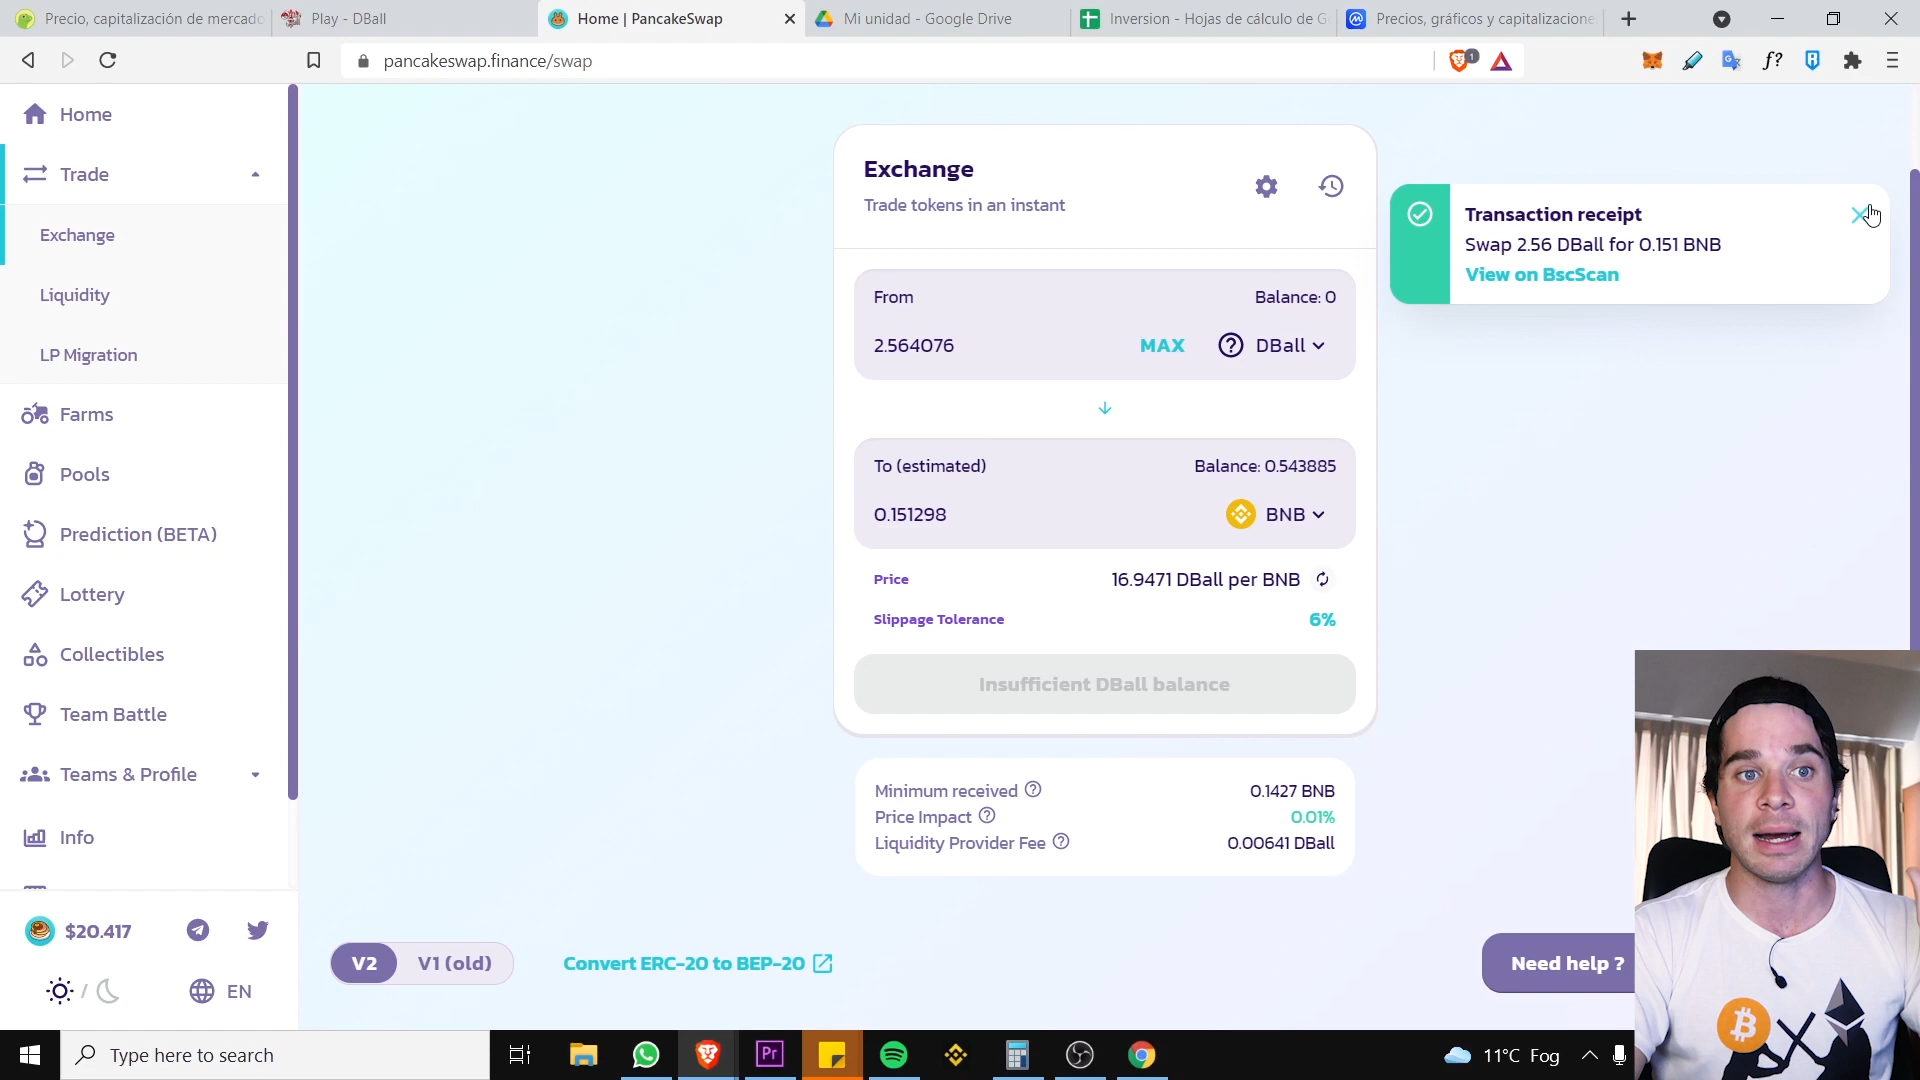 Precio, capitalización de mercado
Play - DBall
Home | PancakeSwap
Mi unidad - Google Drive
Inversion - Hojas de cálculo de G
Precios, gráficos y capitalizacione
pancakeswap.finance/swap
1
f?
Home
Trade
Exchange
Liquidity
LP Migration
Farms
Pools
Prediction (BETA)
Lottery
Collectibles
Team Battle
Teams & Profile
Info
$20.417
/
EN
Exchange
Trade tokens in an instant
From
Balance: 0
2.564076
MAX
DBall
To (estimated)
Balance: 0.543885
0.151298
BNB
Price
16.9471 DBall per BNB
Slippage Tolerance
6%
Insufficient DBall balance
Minimum received
0.1427 BNB
Price Impact
0.01%
Liquidity Provider Fee
0.00641 DBall
Transaction receipt
Swap 2.56 DBall for 0.151 BNB
View on BscScan
V2
V1 (old)
Convert ERC-20 to BEP-20
Need help ?
Type here to search
Pr
11°C Fog